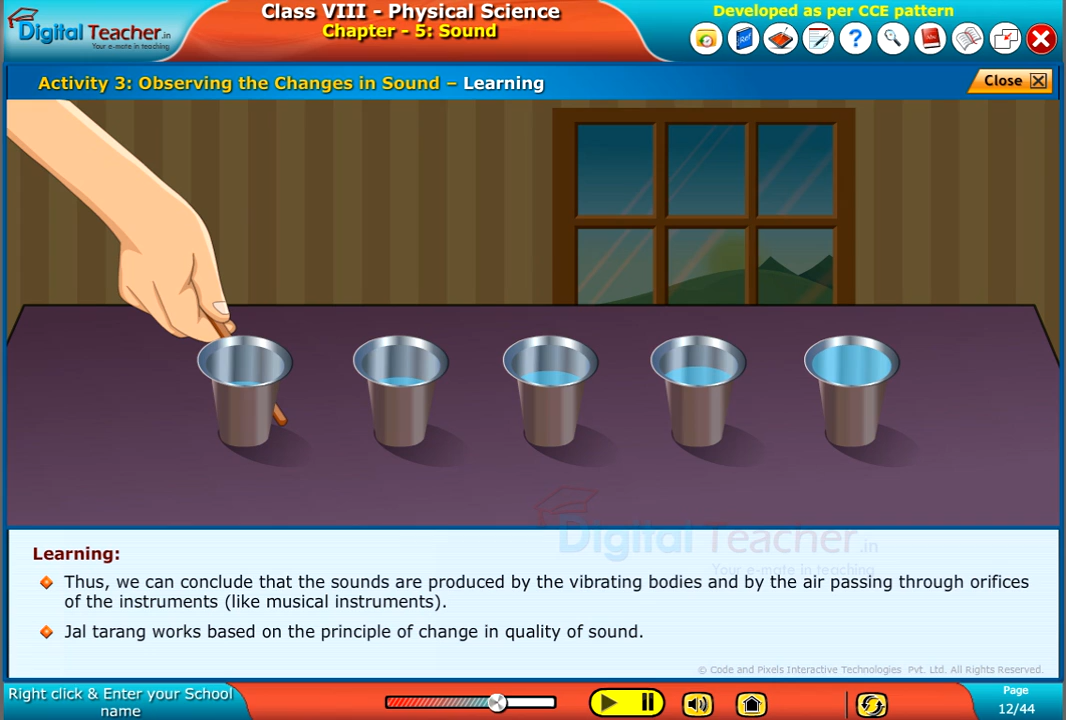 Digital Teacher.in
Your e-mate in teaching
Class VIII - Physical Science
Chapter - 5: Sound
Developed as per CCE pattern
Activity 3: Observing the Changes in Sound – Learning
Close
Digital Teacher.in
Your e-mate in teaching
Learning:
Thus, we can conclude that the sounds are produced by the vibrating bodies and by the air passing through orifices
of the instruments (like musical instruments).
Jal tarang works based on the principle of change in quality of sound.
© Code and Pixels Interactive Technologies Pvt. Ltd. All Rights Reserved.
Right click & Enter your School
name
Page
12/44